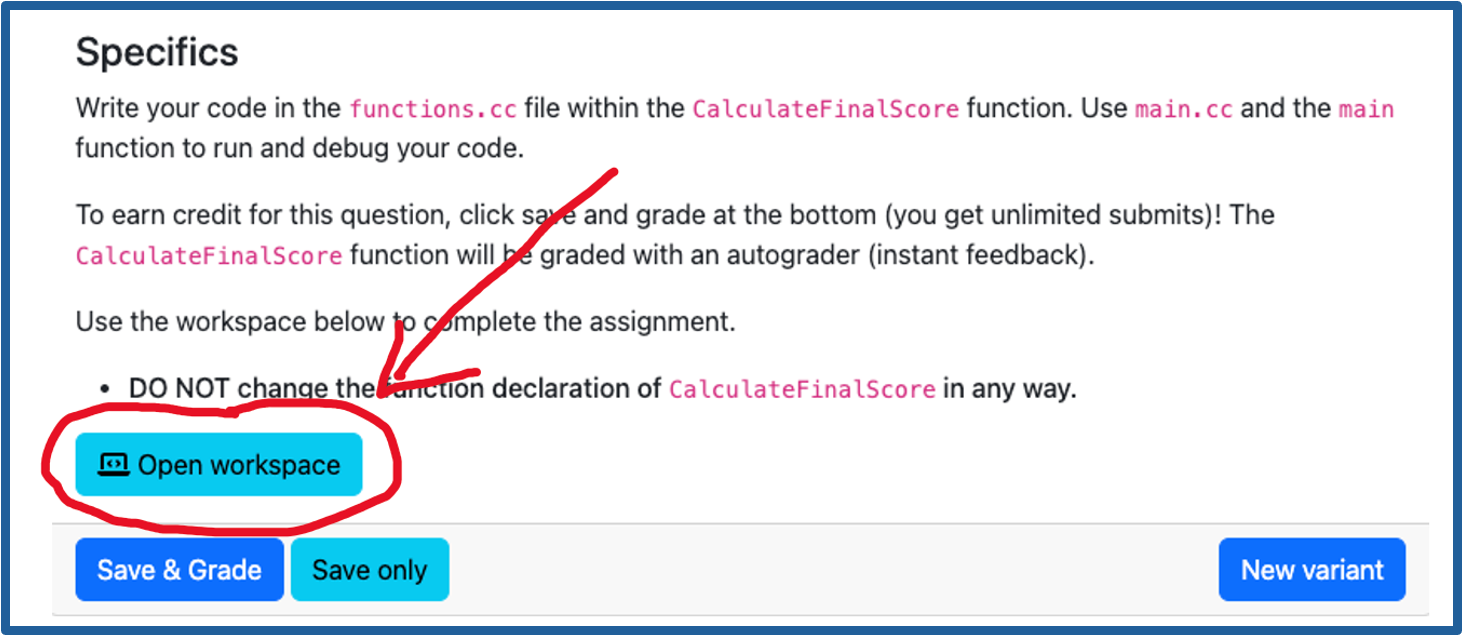 Specifics
Write your code in the functions.cc file within the CalculateFinalScore function. Use main.cc and the main
function to run and debug your code.
To earn credit for this question, click save and grade at the bottom (you get unlimited submits)! The
CalculateFinalScore function will be graded with an autograder (instant feedback).
Use the workspace below to complete the assignment.
• DO NOT change the function declaration of CalculateFinalScore in any way.
Open workspace
Save & Grade Save only New variant